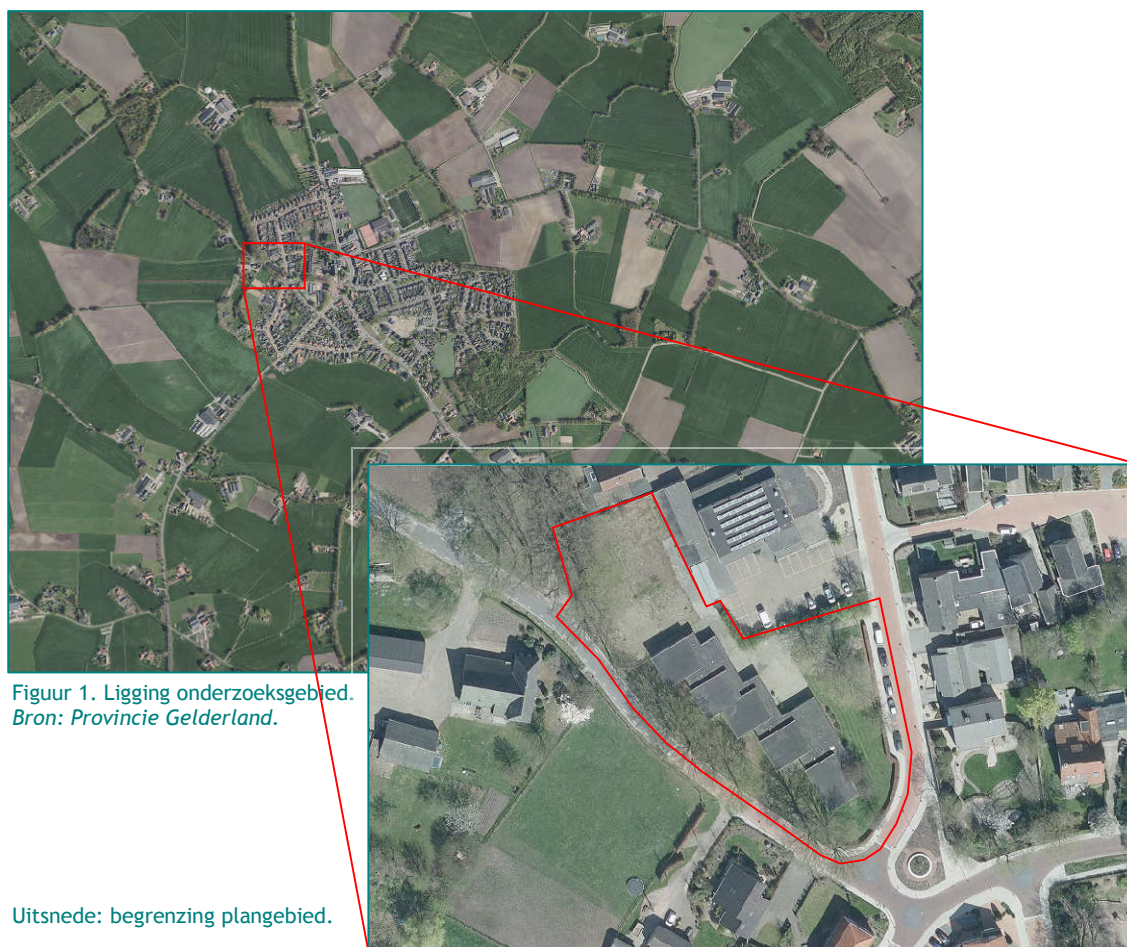 Figuur 1. Ligging onderzoeksgebied.
Bron: Provincie Gelderland.
Uitsnede: begrenzing plangebied.